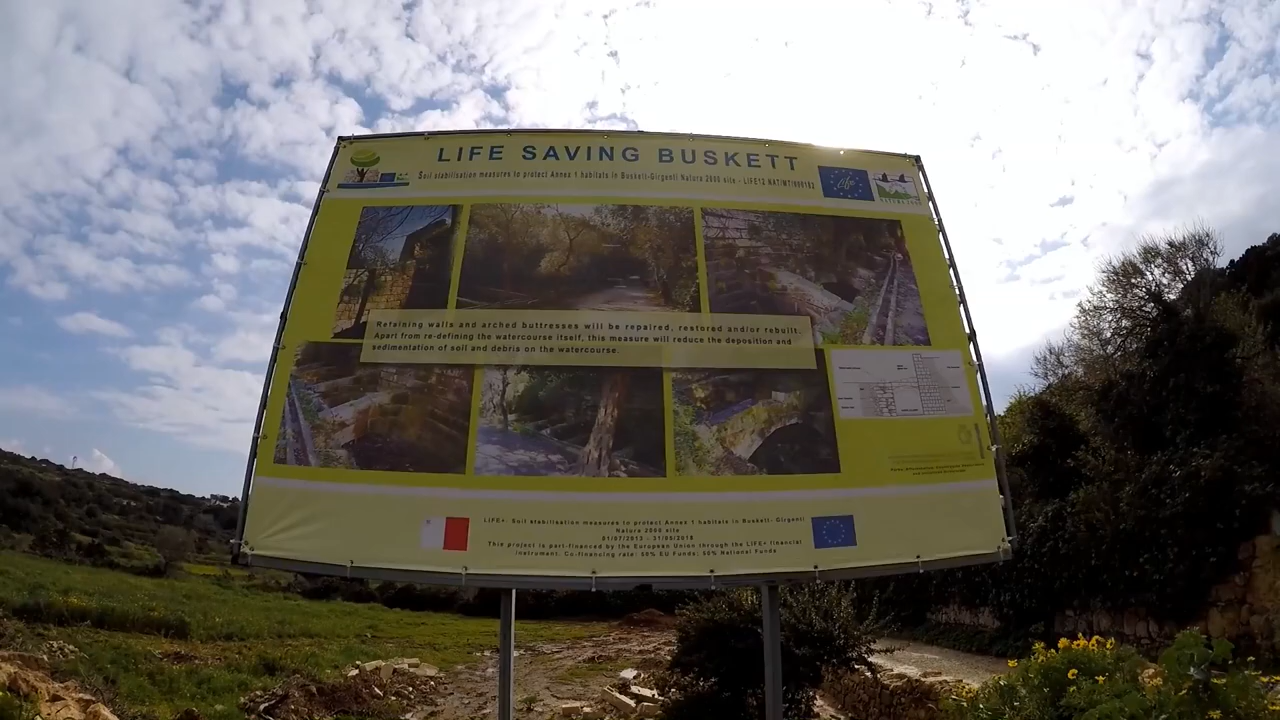 LIFE SAVING BUSKETT
Soil stabilisation measures to protect Annex 1 habitats in Buskett-Girgenti Natura 2000 site - LIFE12 NAT/MT/000182
Life
NATURA 2000
Retaining walls and arched buttresses will be repaired, restored and/or rebuilt.
Apart from re-defining the watercourse itself, this measure will reduce the deposition and
sedimentation of soil and debris on the watercourse.
LIFE+: Soil stabilisation measures to protect Annex 1 habitats in Buskett- Girgenti
Natura 2000 site
01/07/2013 - 31/05/2018
This project is part-financed by the European Union through the LIFE+ financial
instrument. Co-financing rate: 50% EU Funds; 50% National Funds